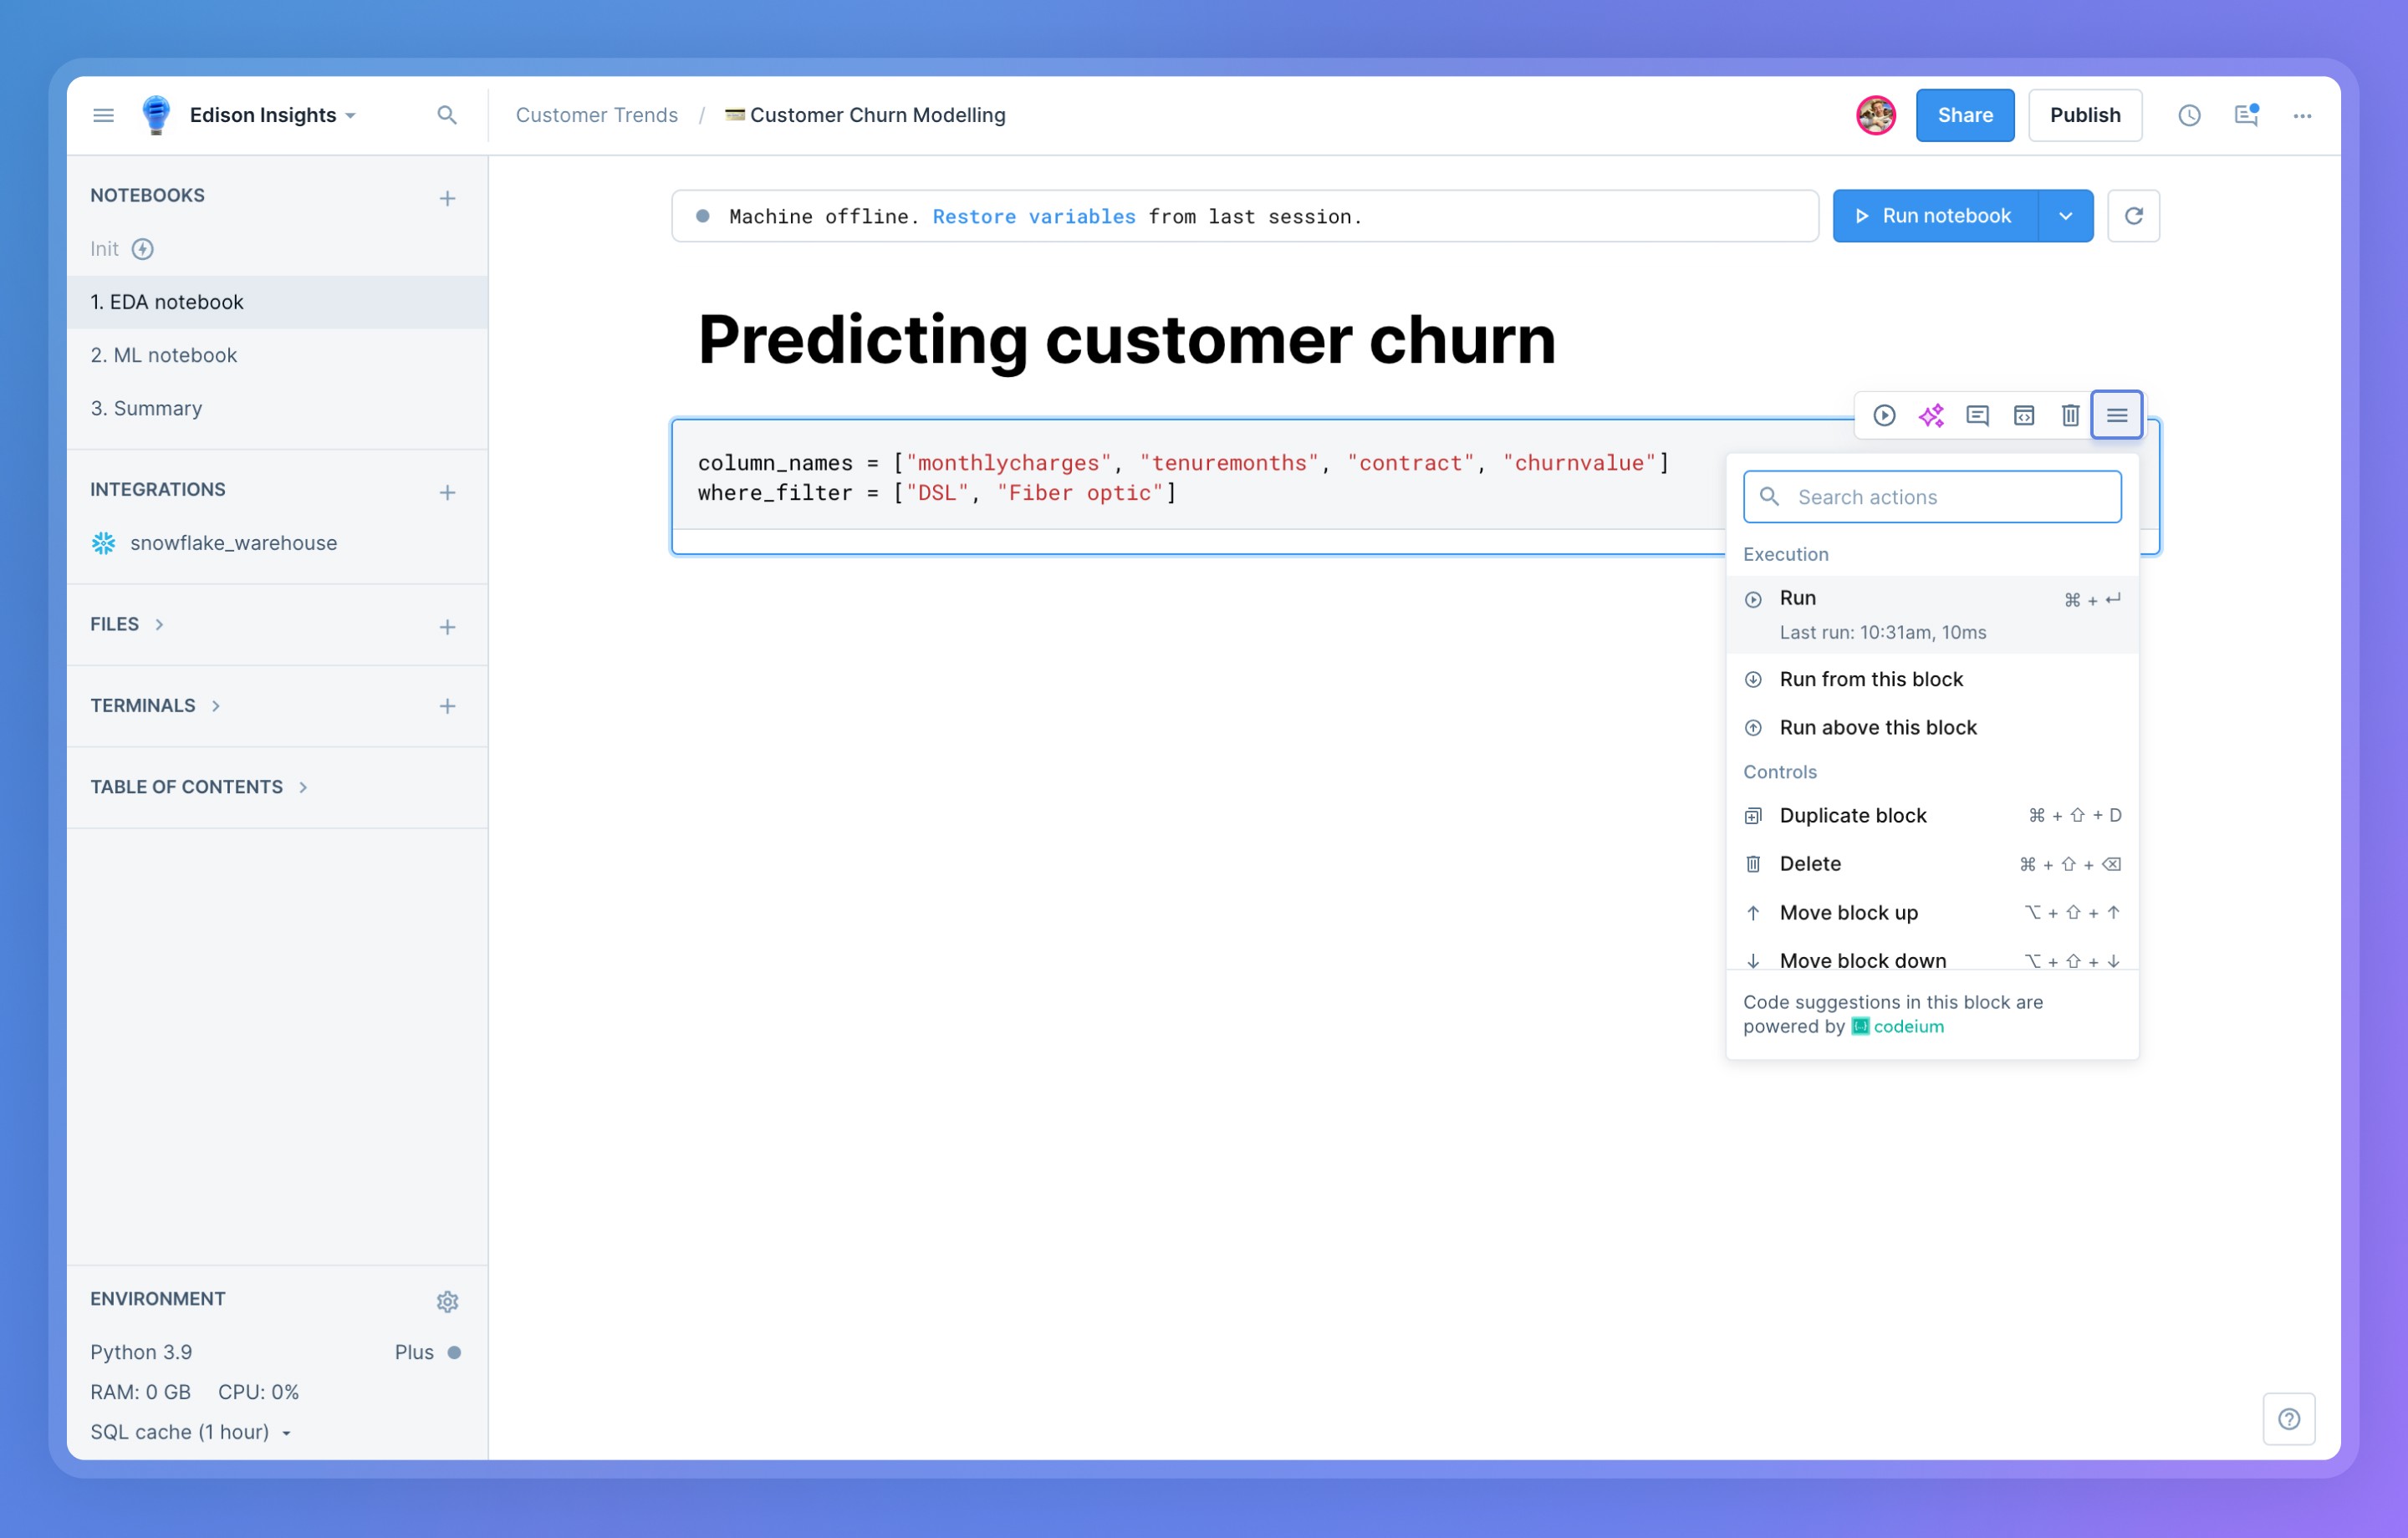 Edison Insights
Customer Trends / Customer Churn Modelling
Share
Publish
NOTEBOOKS
Init
1. EDA notebook
2. ML notebook
3. Summary
INTEGRATIONS
snowflake_warehouse
FILES
TERMINALS
TABLE OF CONTENTS
ENVIRONMENT
Python 3.9 Plus
RAM: 0 GB CPU: 0%
SQL cache (1 hour)
Machine offline. Restore variables from last session.
Run notebook
Predicting customer churn
column_names = ["monthlycharges", "tenuremonths", "contract", "churnvalue"]
where_filter = ["DSL", "Fiber optic"]
Search actions
Execution
Run ⌘ + ↵
Last run: 10:31am, 10ms
Run from this block
Run above this block
Controls
Duplicate block ⌘ + ⇧ + D
Delete ⌘ + ⇧ + ⌫
Move block up ⌥ + ⇧ + ↑
Move block down ⌥ + ⇧ + ↓
Code suggestions in this block are
powered by codeium